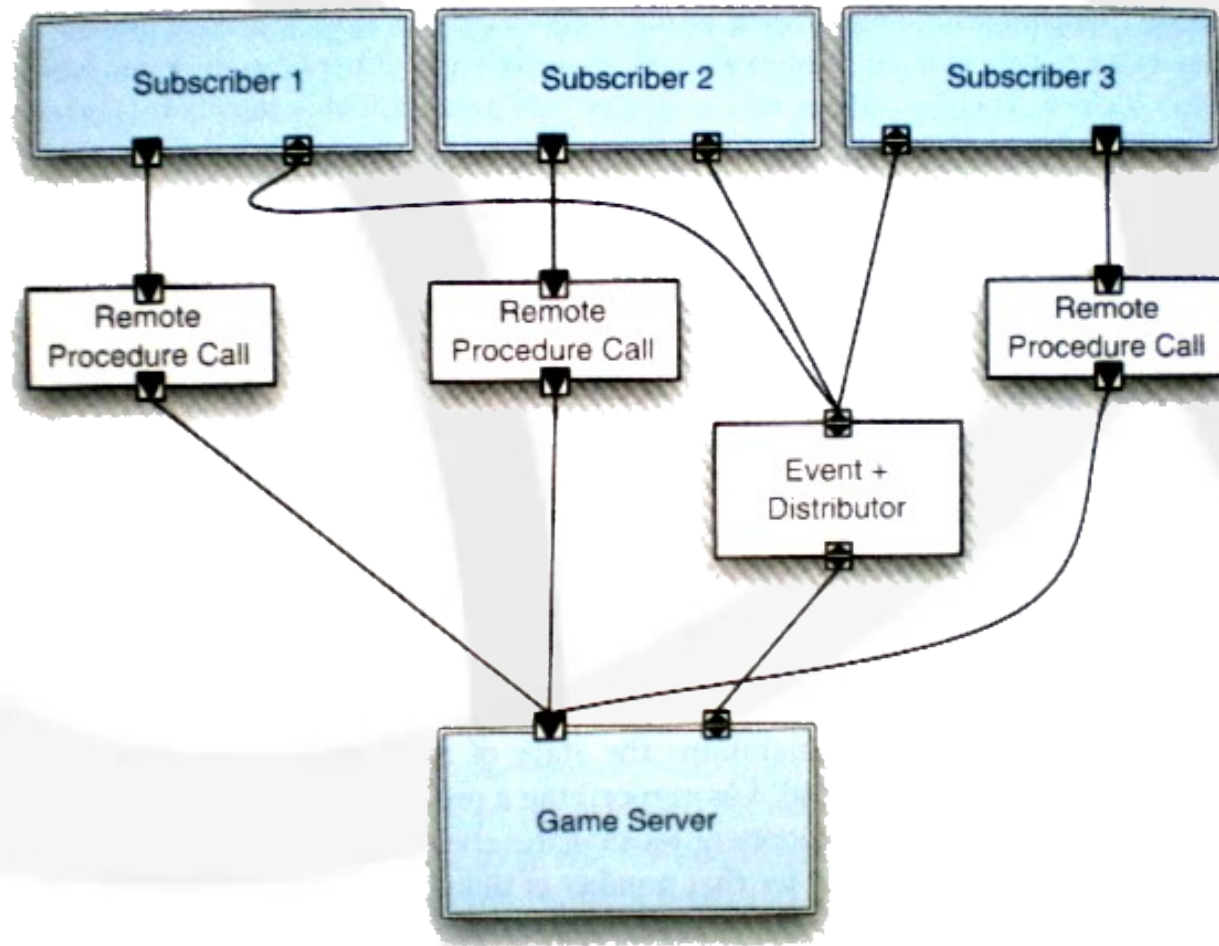 Subscriber 1
Subscriber 2
Subscriber 3
Remote
Procedure Call
Remote
Procedure Call
Remote
Procedure Call
Event +
Distributor
Game Server